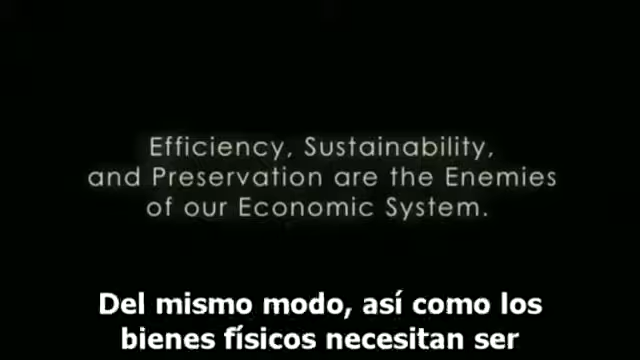 Efficiency, Sustainability,
and Preservation are the Enemies
of our Economic System.
Del mismo modo, así como los
bienes físicos necesitan ser